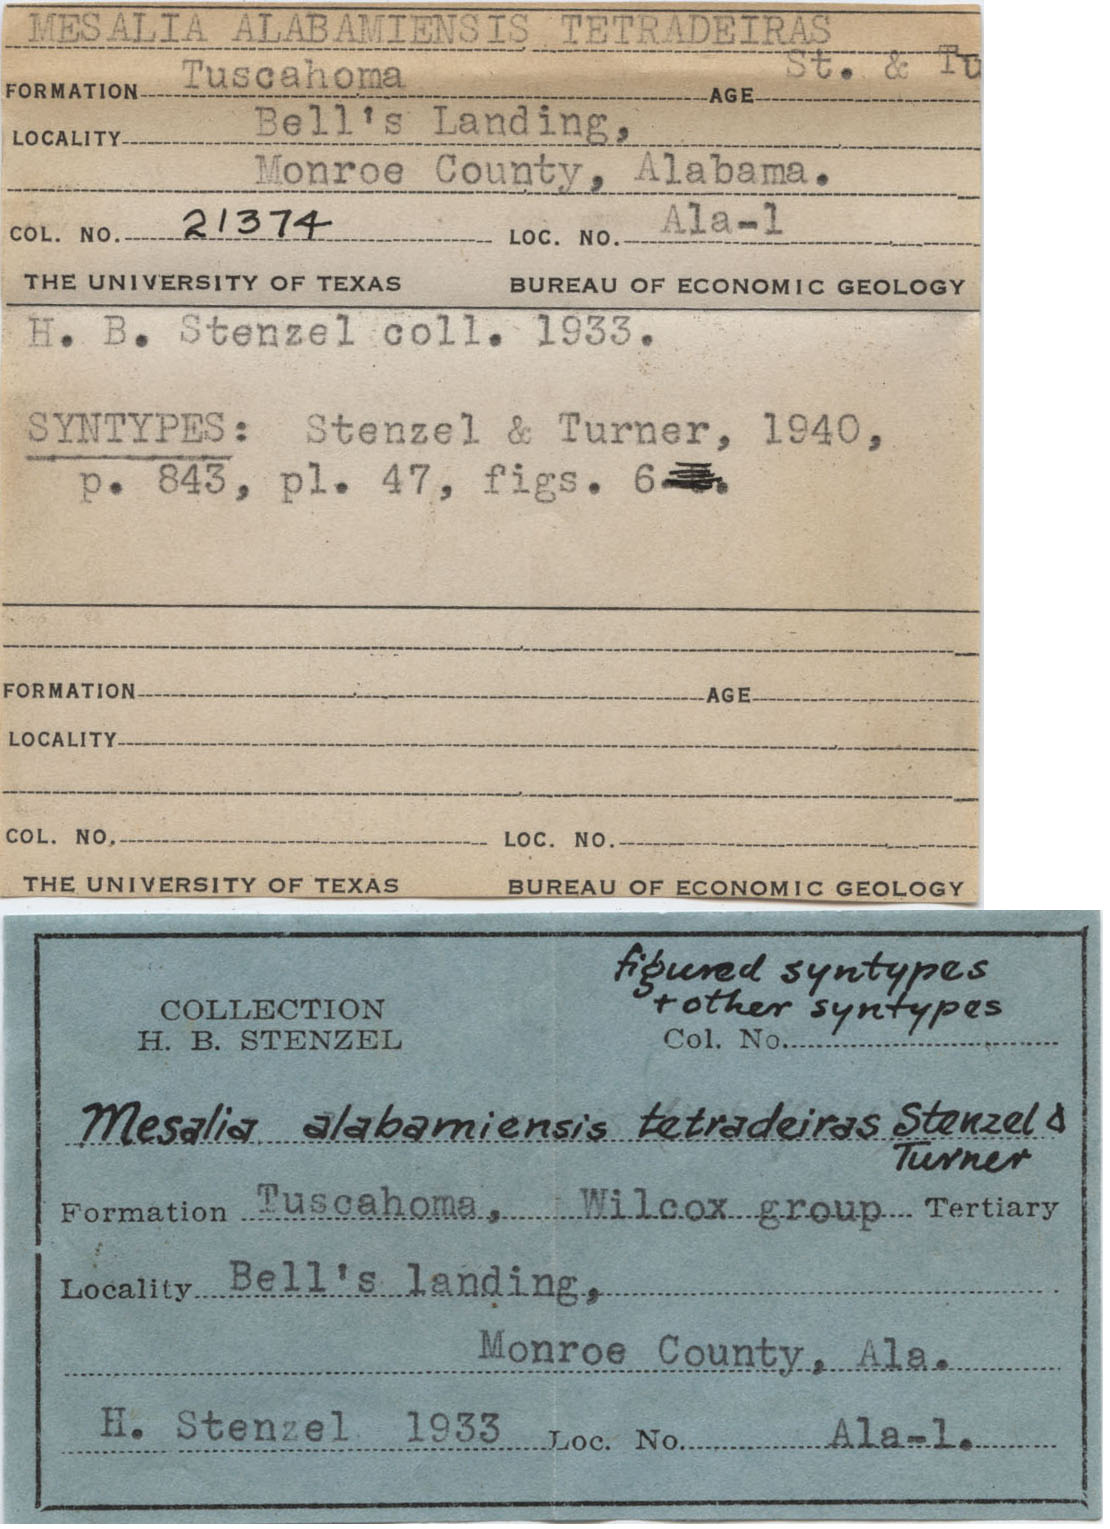 MESALIA ALABAMIENSIS TETRADEIRAS
St. & Tu
FORMATION Tuscahoma AGE
LOCALITY Bell's Landing,
Monroe County, Alabama.
COL. NO. 21374 LOC. NO. Ala-1
THE UNIVERSITY OF TEXAS BUREAU OF ECONOMIC GEOLOGY
H. B. Stenzel coll. 1933.
SYNTYPES: Stenzel & Turner, 1940,
p. 843, pl. 47, figs. 6
FORMATION AGE
LOCALITY
COL. NO. LOC. NO.
THE UNIVERSITY OF TEXAS BUREAU OF ECONOMIC GEOLOGY
figured syntypes
+ other syntypes
COLLECTION
H. B. STENZEL Col. No.
Mesalia alabamiensis tetradeiras Stenzel &
Turner
Formation Tuscahoma, Wilcox group Tertiary
Locality Bell's landing,
Monroe County, Ala.
H. Stenzel 1933 Loc. No. Ala-1.